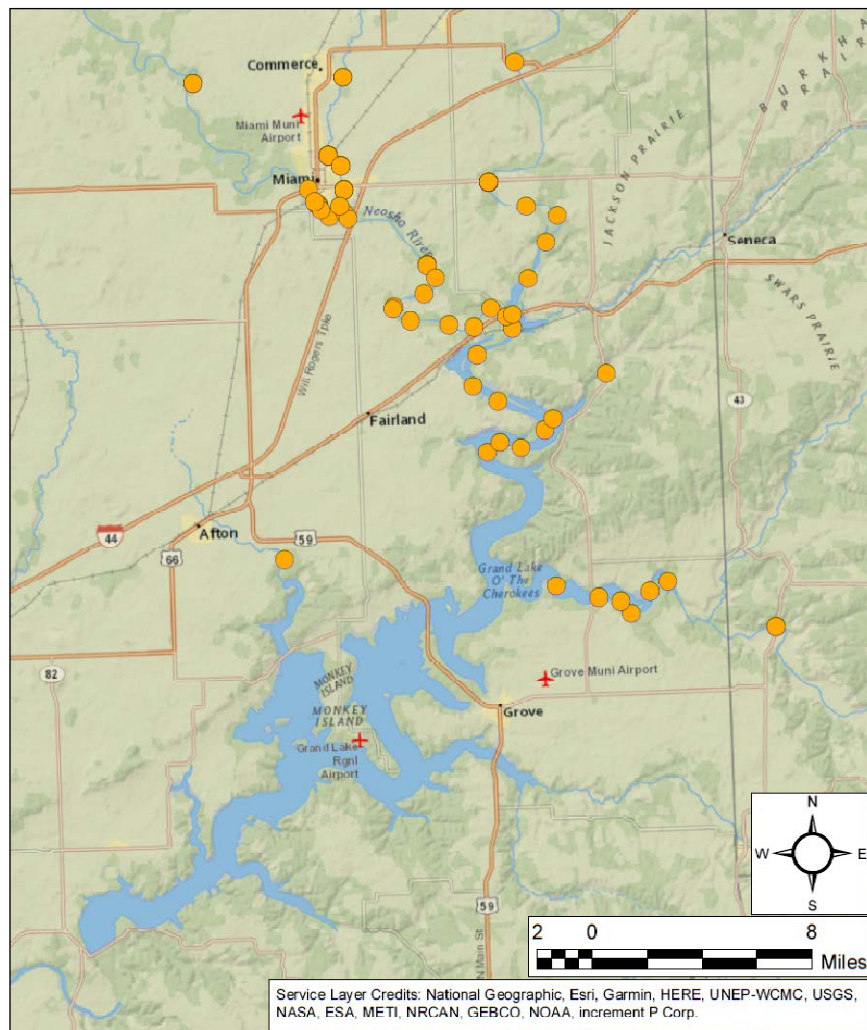 Commerce
Miami Muni
Airport
Miami
Neosho River
JACKSON PRAIRIE
Seneca
SWARS PRAIRIE
Will Rogers Tpke
43
Fairland
44
Afton
59
66
Grand Lake
O' The
Cherokees
82
MONKEY
ISLAND
MONKEY
ISLAND
Grove Muni Airport
Grove
Grand Lake
Rgnl
Airport
59
N Main St
N
W E
S
2 0 8
Miles
Service Layer Credits: National Geographic, Esri, Garmin, HERE, UNEP-WCMC, USGS,
NASA, ESA, METI, NRCAN, GEBCO, NOAA, increment P Corp.